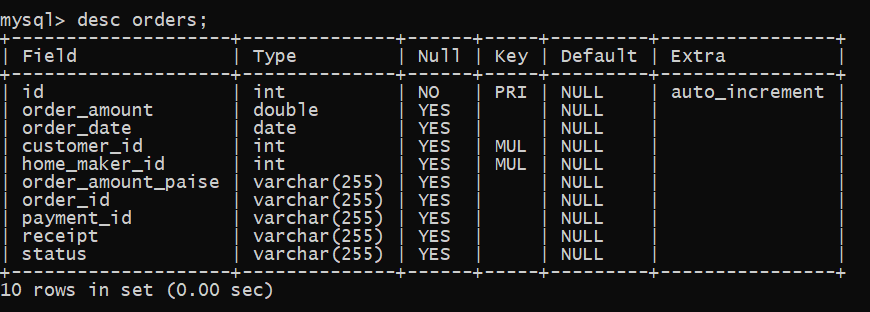 mysql> desc orders;
+--------------------+--------------+------+-----+---------+----------------+
| Field              | Type         | Null | Key | Default | Extra          |
+--------------------+--------------+------+-----+---------+----------------+
| id                 | int          | NO   | PRI | NULL    | auto_increment |
| order_amount       | double       | YES  |     | NULL    |                |
| order_date         | date         | YES  |     | NULL    |                |
| customer_id        | int          | YES  | MUL | NULL    |                |
| home_maker_id      | int          | YES  | MUL | NULL    |                |
| order_amount_paise | varchar(255) | YES  |     | NULL    |                |
| order_id           | varchar(255) | YES  |     | NULL    |                |
| payment_id         | varchar(255) | YES  |     | NULL    |                |
| receipt            | varchar(255) | YES  |     | NULL    |                |
| status             | varchar(255) | YES  |     | NULL    |                |
+--------------------+--------------+------+-----+---------+----------------+
10 rows in set (0.00 sec)